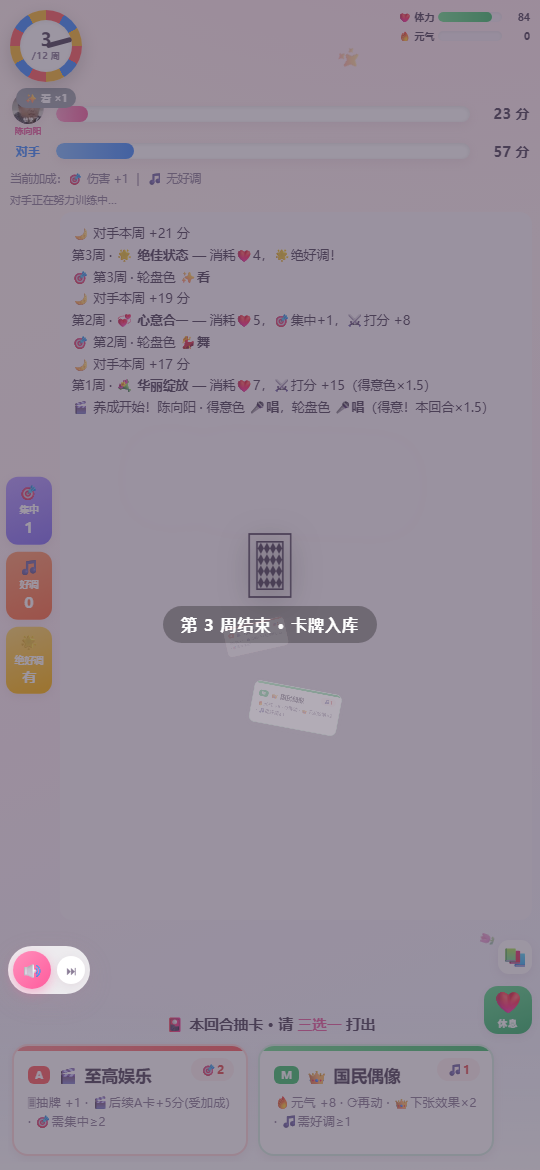 3
/12 周
❤️ 体力 84
🔥 元气 0
✨ 吞 ×1
陈向阳
23 分
对手
57 分
当前加成: 🎯 伤害 +1 | 🎵 无好调
对手正在努力训练中...
🌙 对手本周 +21 分
第3周 · 🌟 绝佳状态 — 消耗❤️4, 🌟绝好调!
🎯 第3周 · 轮盘色 ✨吞
🌙 对手本周 +19 分
第2周 · 💞 心意合一 — 消耗❤️5, 🎯集中+1, ⚔️打分 +8
🎯 第2周 · 轮盘色 💃舞
🌙 对手本周 +17 分
第1周 · 💐 华丽绽放 — 消耗❤️7, ⚔️打分 +15（得意色×1.5）
🎬 养成开始！陈向阳 · 得意色 🎤唱, 轮盘色 🎤唱（得意！本回合×1.5）
🎯
集中
1
🎵
好调
0
🌟
绝好调
有
第 3 周结束 • 卡牌入库
M 👑 国民偶像 🎵1
休息
🎴 本回合抽卡 • 请 三选一 打出
A 🎬 至高娱乐 🎯2
抽牌 +1 · 🎬后续A卡+5分(受加成)
· 🎯需集中≥2
M 👑 国民偶像 🎵1
🔥元气 +8 · ⟳再动 · 👑下张效果×2
· 🎵需好调≥1